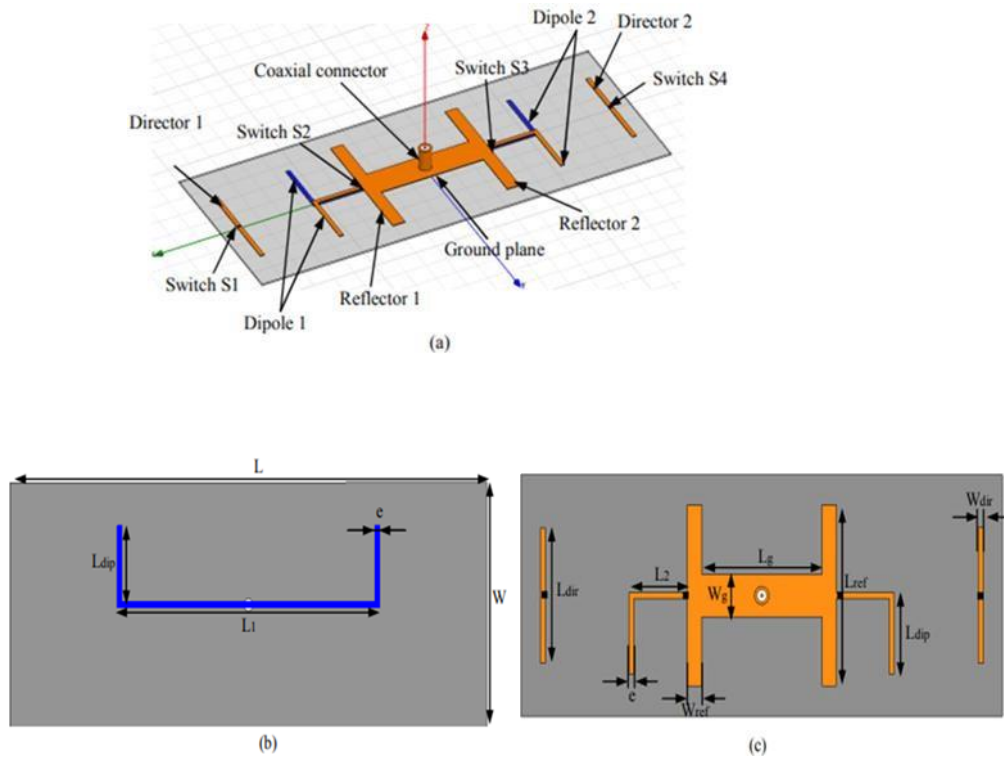 Dipole 2
Director 2
Coaxial connector
Switch S3
Switch S4
Director 1
Switch S2
Reflector 2
Ground plane
Switch S1
Reflector 1
Dipole 1
(a)
L
e
Ldip
L1
W
(b)
Wdir
Lg
L2
Lref
Ldir
Wg
Ldip
e
Wref
(c)